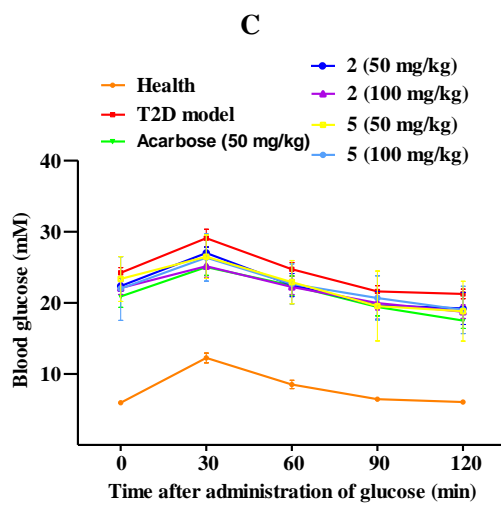 C
Health
T2D model
Acarbose (50 mg/kg)
2 (50 mg/kg)
2 (100 mg/kg)
5 (50 mg/kg)
5 (100 mg/kg)
Blood glucose (mM)
40
30
20
10
0 30 60 90 120
Time after administration of glucose (min)